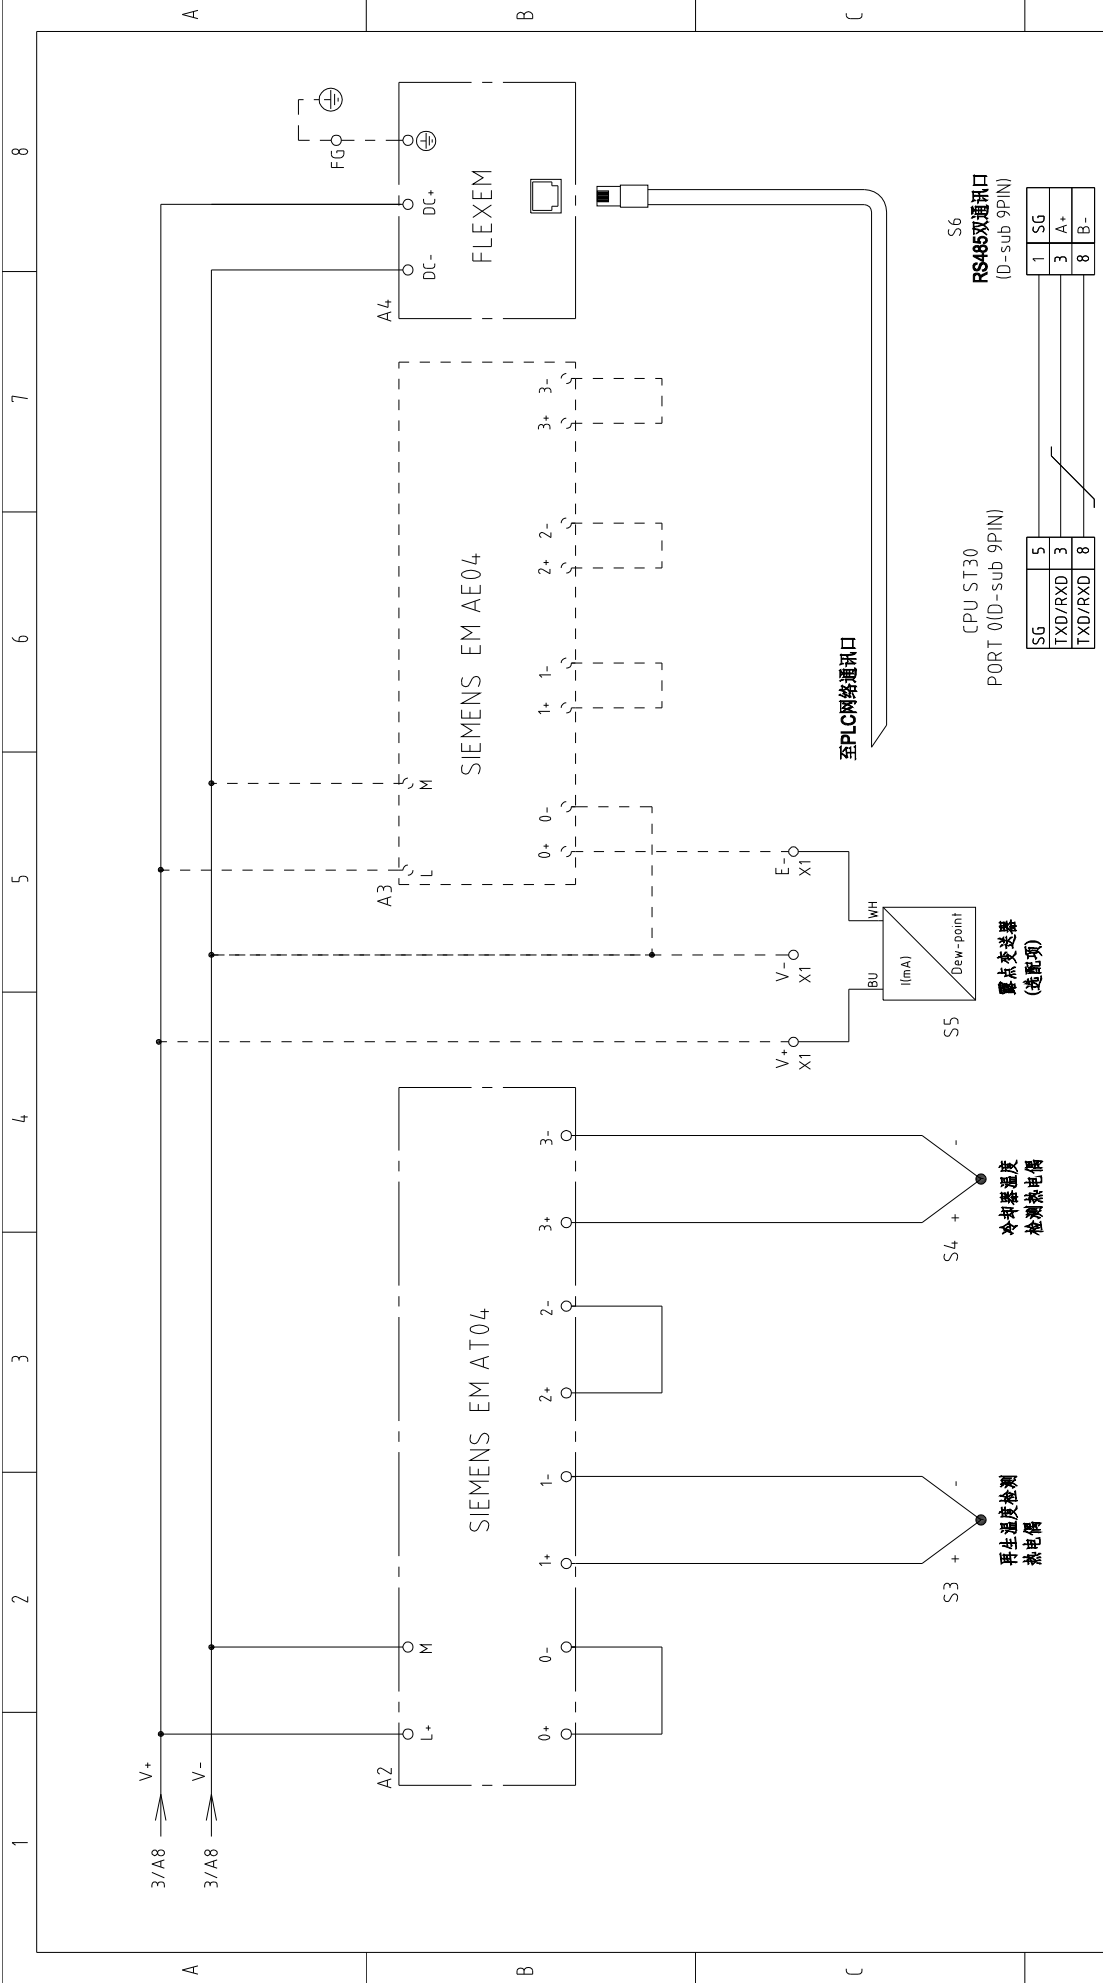 1
2
3
4
5
6
7
8
A
A
3/A8
V+
3/A8
V-
FG
B
B
A2
L+
M
SIEMENS EM AT04
0+
0-
1+
1-
2+
2-
3+
3-
A3
L
M
SIEMENS EM AE04
0+
0-
1+
1-
2+
2-
3+
3-
A4
DC-
DC+
FLEXEM
C
C
V+
X1
V-
X1
E-
X1
至PLC网络通讯口
BU
WH
I(mA)
Dew-point
S3
+
-
再生温度检测
热电偶
S4
+
-
冷却器温度
检测热电偶
S5
露点变送器
(选配项)
CPU ST30
PORT 0(D-sub 9PIN)
SG 5
TXD/RXD 3
TXD/RXD 8
S6
RS485双通讯口
(D-sub 9PIN)
1 SG
3 A+
8 B-